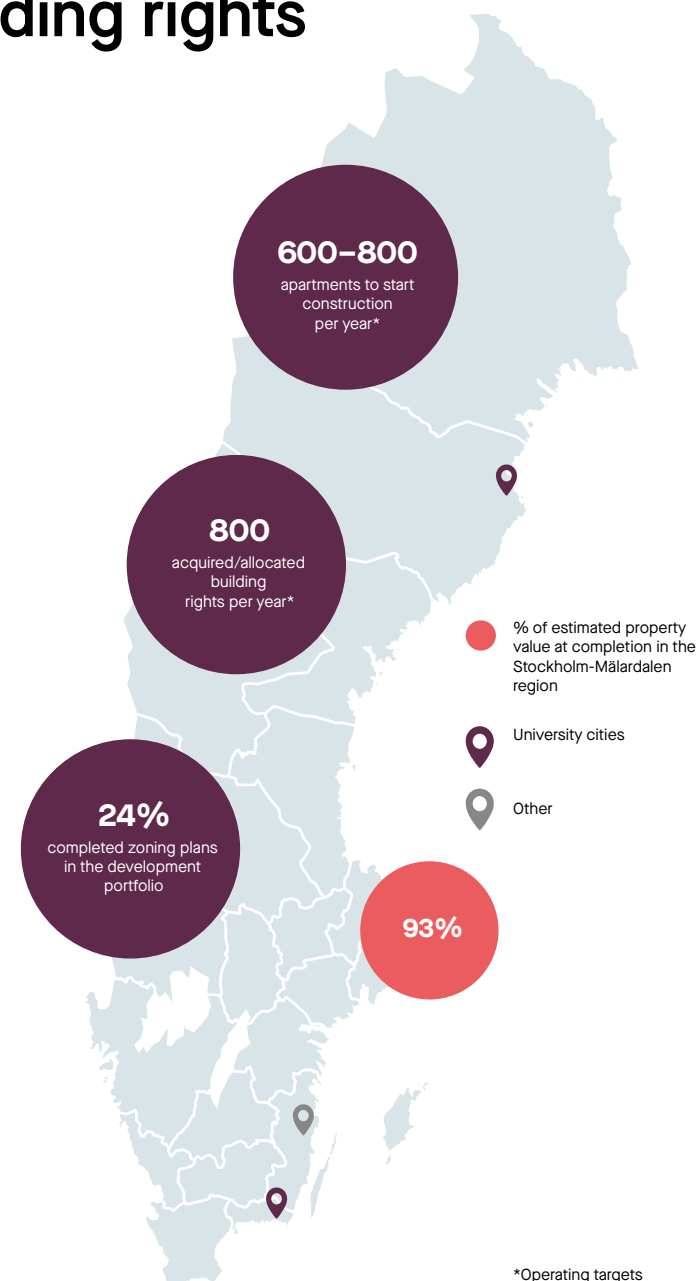 ding rights
600–800
apartments to start
construction
per year*
800
acquired/allocated
building
rights per year*
% of estimated property
value at completion in the
Stockholm-Mälardalen
region
University cities
24%
completed zoning plans
in the development
portfolio
Other
93%
*Operating targets